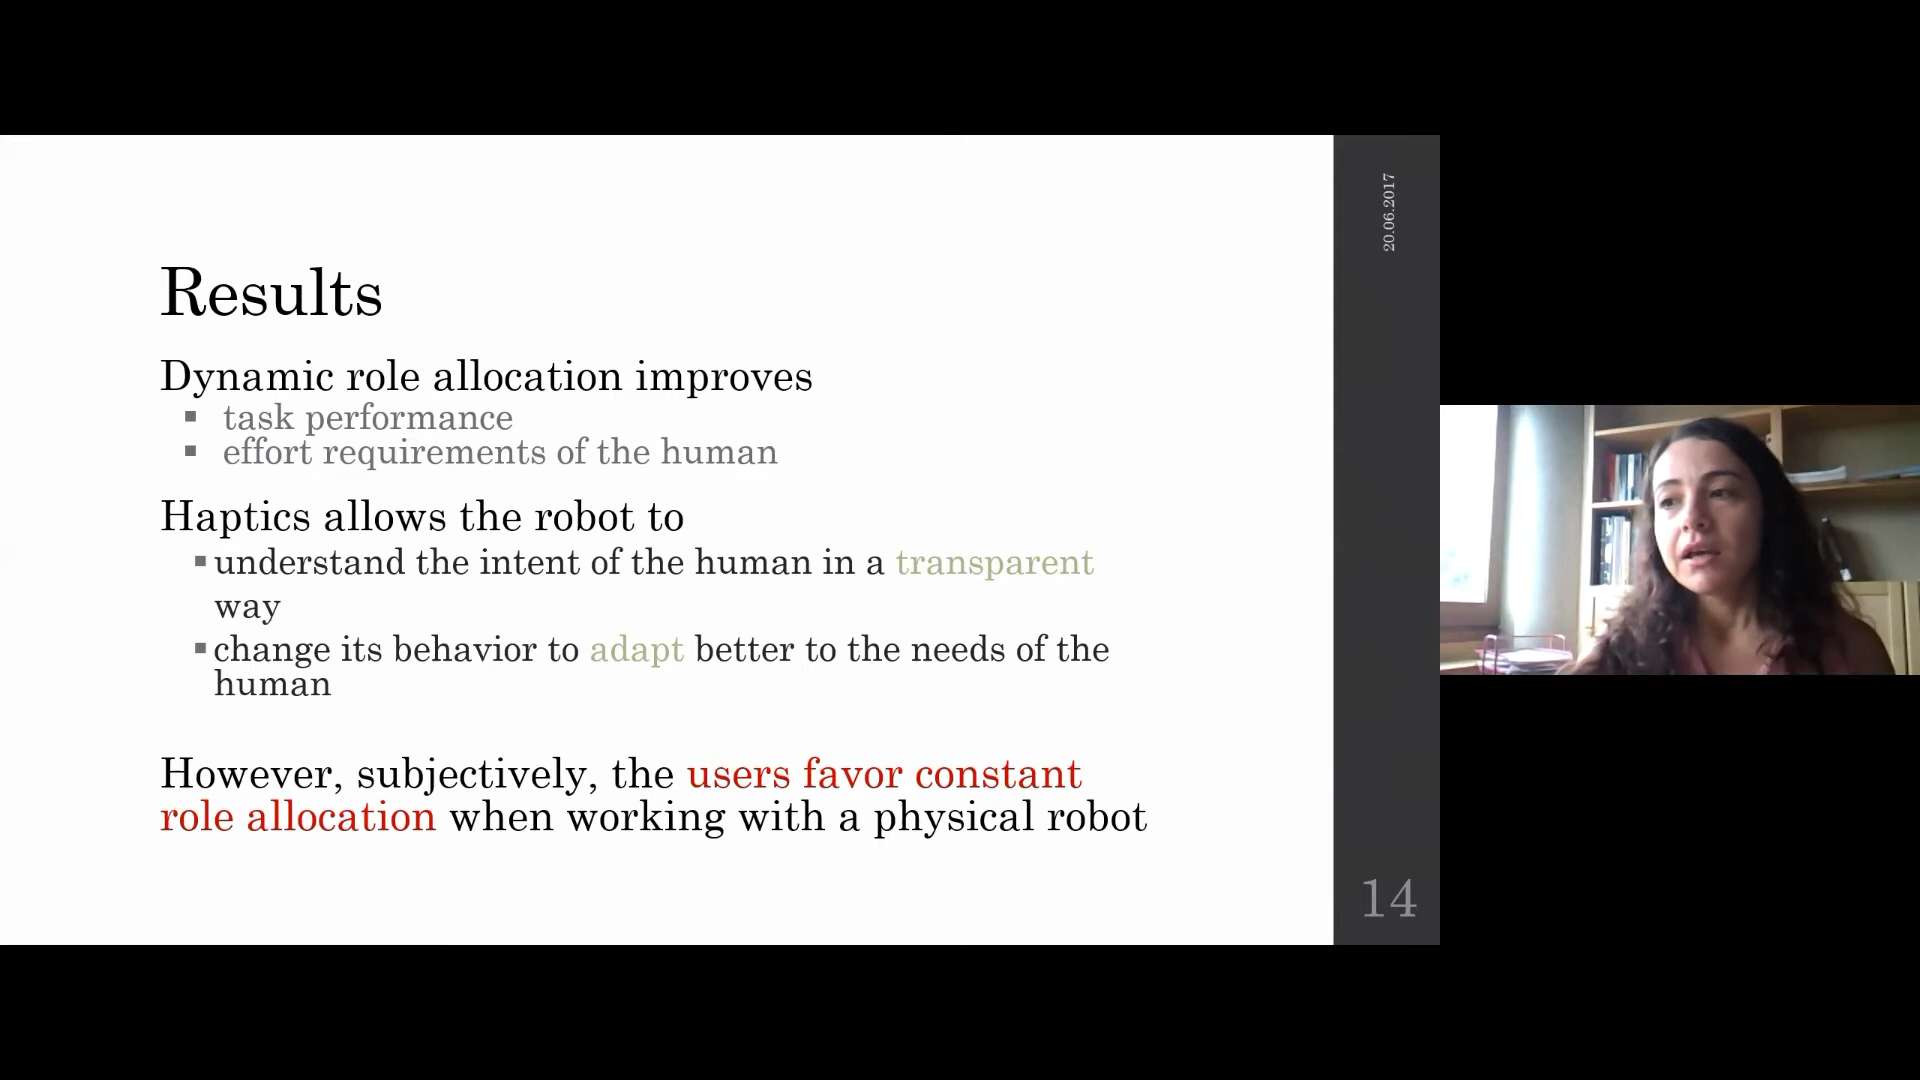 20.06.2017
Results
Dynamic role allocation improves
▪ task performance
▪ effort requirements of the human
Haptics allows the robot to
▪ understand the intent of the human in a transparent
way
▪ change its behavior to adapt better to the needs of the
human
However, subjectively, the users favor constant
role allocation when working with a physical robot
14